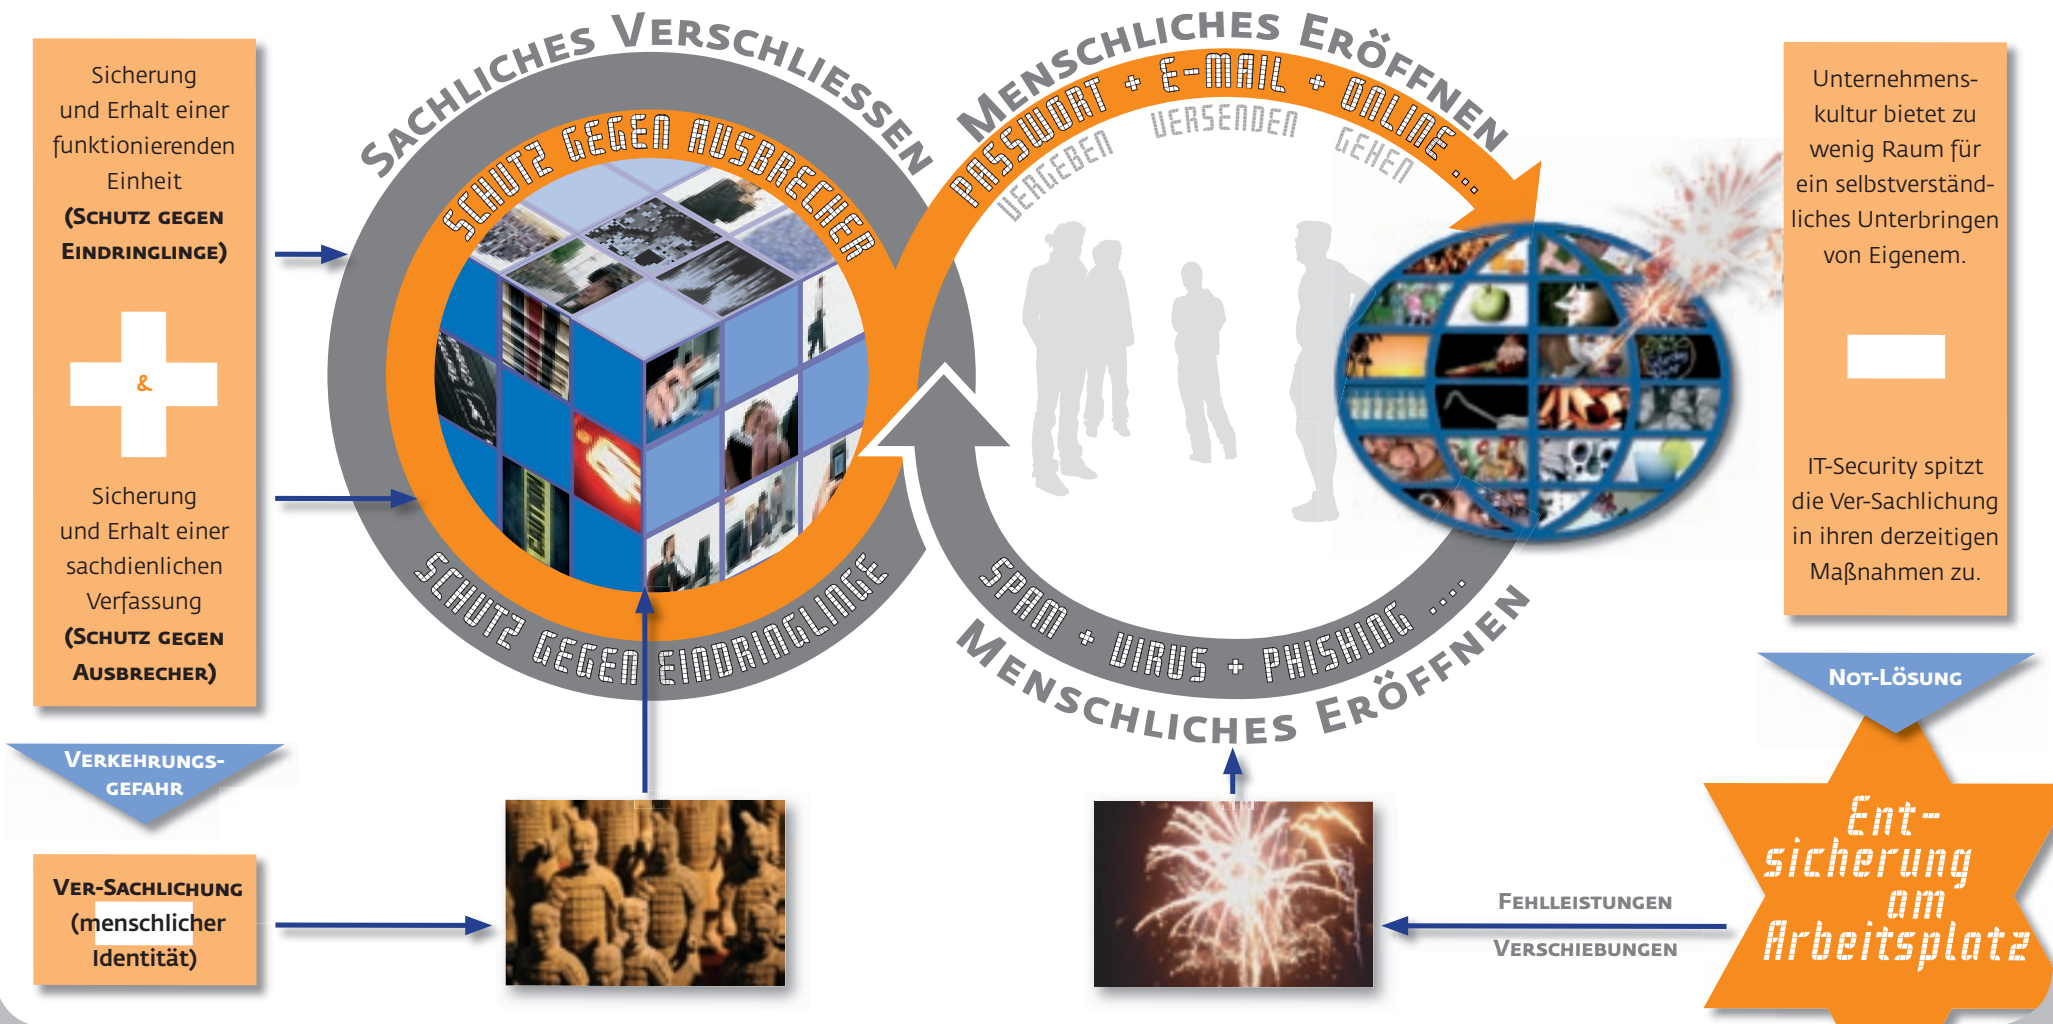 Sicherung
und Erhalt einer
funktionierenden
Einheit
(Schutz gegen
Eindringlinge)
&
Sicherung
und Erhalt einer
sachdienlichen
Verfassung
(Schutz gegen
Ausbrecher)
Verkehrungs-
gefahr
Ver-Sachlichung
(menschlicher
Identität)
Sachliches Verschliessen
Schutz gegen Ausbrecher
Schutz gegen Eindringlinge
Menschliches Eröffnen
Passwort + E-Mail + Online ...
vergeben versenden gehen
Spam + Virus + Phishing ....
Menschliches Eröffnen
Unternehmens-
kultur bietet zu
wenig Raum für
ein selbstverständ-
liches Unterbringen
von Eigenem.
IT-Security spitzt
die Ver-Sachlichung
in ihren derzeitigen
Maßnahmen zu.
Not-Lösung
Ent-
sicherung
am
Arbeitsplatz
Fehlleistungen
Verschiebungen